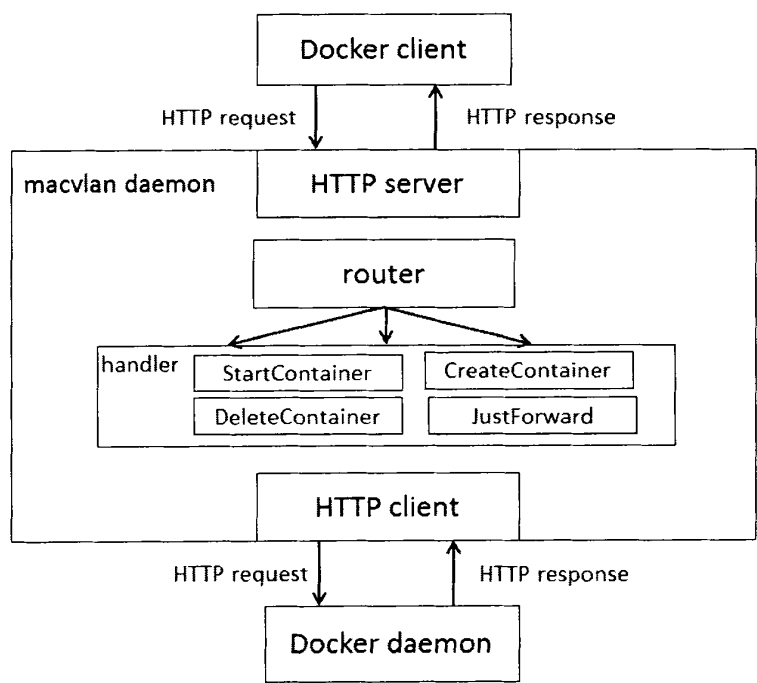 Docker client
HTTP request
HTTP response
macvlan daemon
HTTP server
router
handler
StartContainer
CreateContainer
DeleteContainer
JustForward
HTTP client
HTTP request
HTTP response
Docker daemon